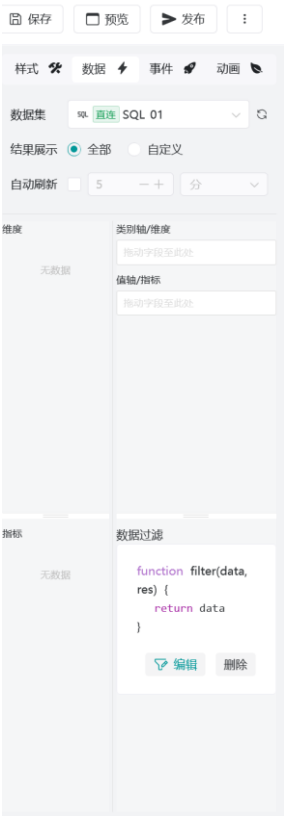 保存 预览 发布
样式 数据 事件 动画
数据集 SQL 直连 SQL 01
结果展示 全部 自定义
自动刷新 5 分
维度
无数据
类别轴/维度
拖动字段至此处
值轴/指标
拖动字段至此处
指标
无数据
数据过滤
function filter(data,
res) {
return data
}
编辑 删除